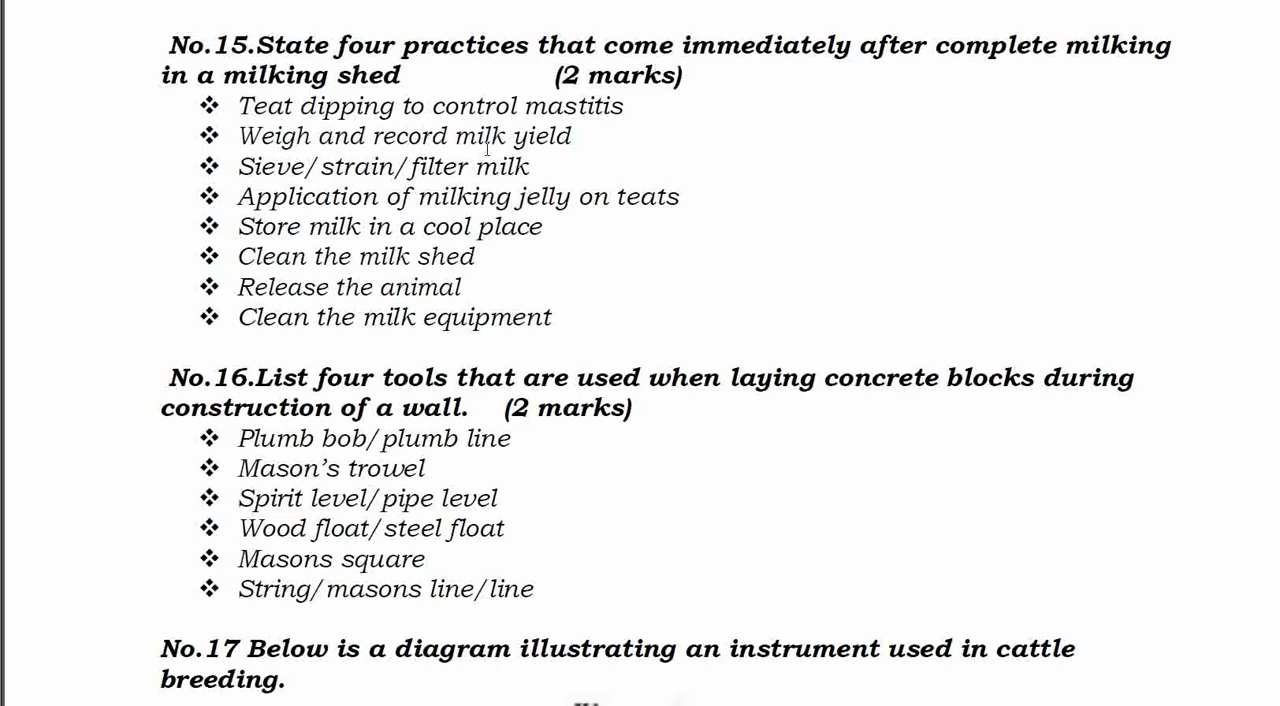 No.15.State four practices that come immediately after complete milking
in a milking shed (2 marks)
❖ Teat dipping to control mastitis
❖ Weigh and record milk yield
❖ Sieve/strain/filter milk
❖ Application of milking jelly on teats
❖ Store milk in a cool place
❖ Clean the milk shed
❖ Release the animal
❖ Clean the milk equipment
No.16.List four tools that are used when laying concrete blocks during
construction of a wall. (2 marks)
❖ Plumb bob/plumb line
❖ Mason’s trowel
❖ Spirit level/pipe level
❖ Wood float/steel float
❖ Masons square
❖ String/masons line/line
No.17 Below is a diagram illustrating an instrument used in cattle
breeding.